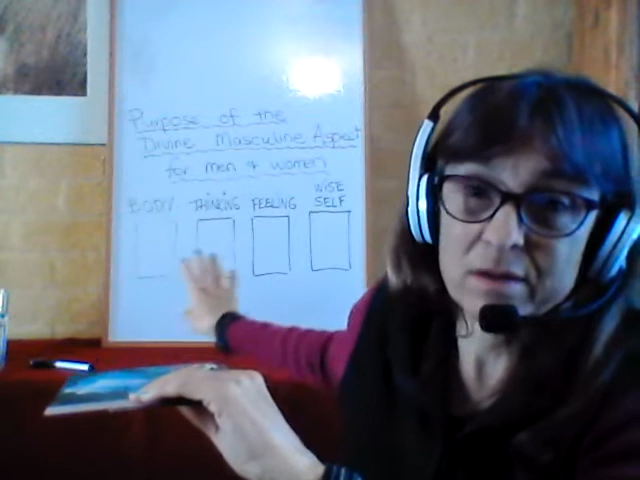 Purpose of the
Divine Masculine Aspect
for men & women
BODY THINKING FEELING WISE SELF